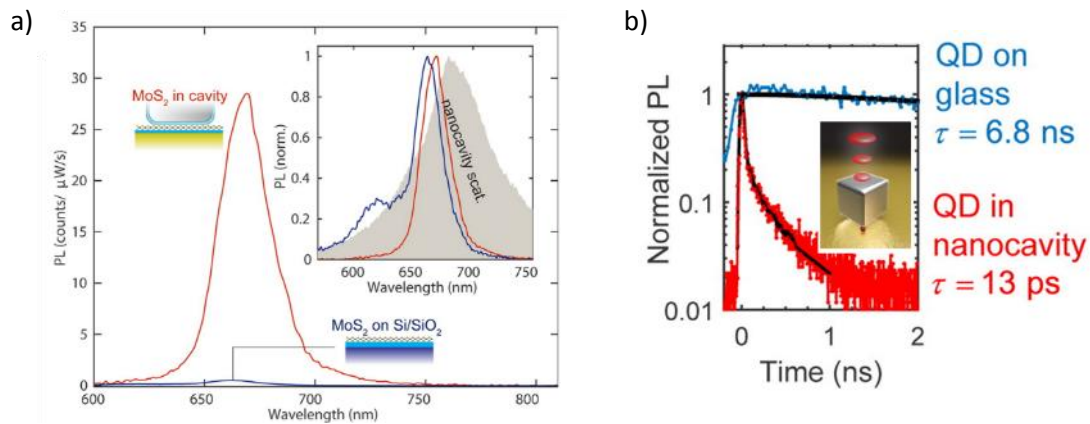 a)
35
30
25
20
15
10
5
0
PL (counts/ μW/s)
600
650
700
750
800
Wavelength (nm)
MoS₂ in cavity
MoS₂ on Si/SiO₂
1
0.8
0.6
0.4
0.2
0
PL (norm.)
600
650
700
750
Wavelength (nm)
nanocavity scat.
b)
1
0.1
0.01
Normalized PL
0
1
2
Time (ns)
QD on
glass
τ = 6.8 ns
QD in
nanocavity
τ = 13 ps